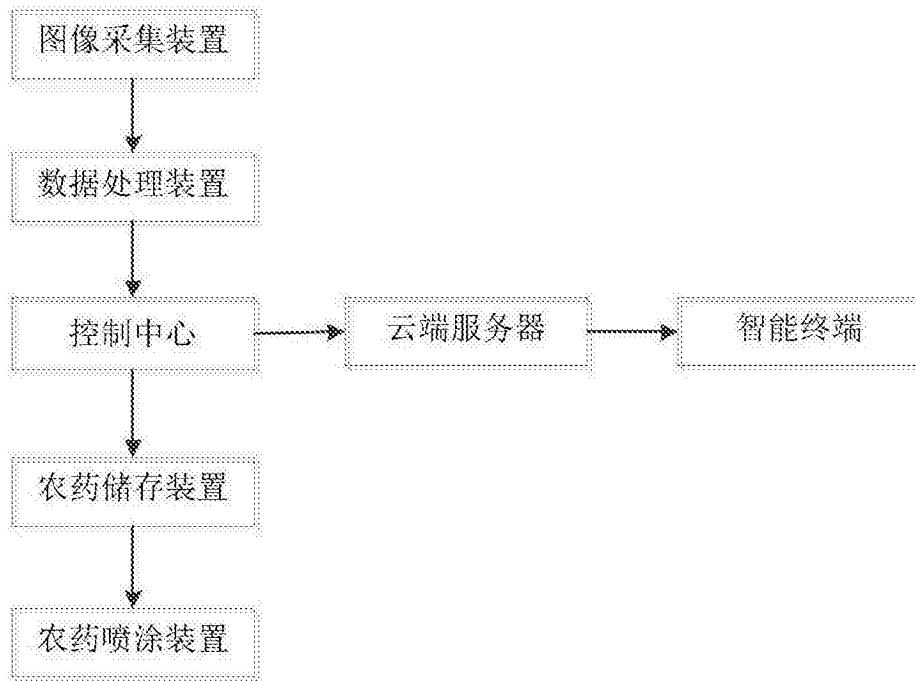 图像采集装置
数据处理装置
控制中心
云端服务器
智能终端
农药储存装置
农药喷涂装置